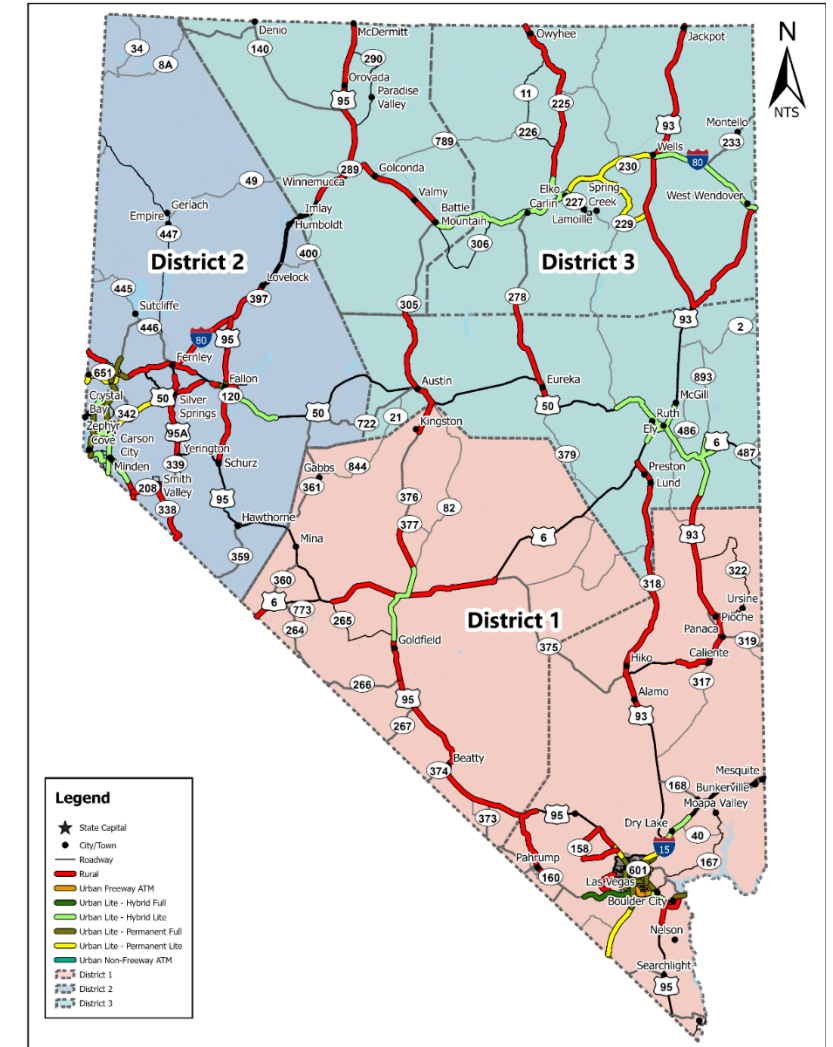 N
NTS
34
8A
140
Denio
McDermitt
290
Orovada
95
Paradise
Valley
Owyhee
11
225
226
Jackpot
93
Montello
233
Wells
230
80
West Wendover
789
49
Winnemucca
289
Golconda
Valmy
Battle
Mountain
306
Carlin
Elko
Spring
Creek
227
Lamoille
229
Gerlach
Empire
447
Imlay
Humboldt
400
District 2
District 3
Lovelock
397
445
Sutcliffe
446
80
95
305
278
93
2
Fernley
651
Crystal
Bay
Zephyr
Cove
342
Carson
City
Minden
50
Silver
Springs
95A
Yerington
339
Fallon
120
208
Smith
Valley
338
Schurz
95
Austin
50
722
21
Kingston
Eureka
50
McGill
893
Ruth
Ely
486
6
487
379
Gabbs
844
361
376
377
82
Preston
Lund
Hawthorne
359
Mina
6
93
318
322
Ursine
Pioche
Panaca
319
Caliente
317
360
6
773
265
264
Goldfield
District 1
375
Hiko
Alamo
93
266
95
267
Beatty
374
373
95
158
Pahrump
160
168
Mesquite
Bunkerville
Moapa Valley
Dry Lake
15
40
167
601
Las Vegas
Boulder City
Nelson
Searchlight
95
Legend
State Capital
City/Town
Roadway
Rural
Urban Freeway ATM
Urban Lite - Hybrid Full
Urban Lite - Hybrid Lite
Urban Lite - Permanent Full
Urban Lite - Permanent Lite
Urban Non-Freeway ATM
District 1
District 2
District 3